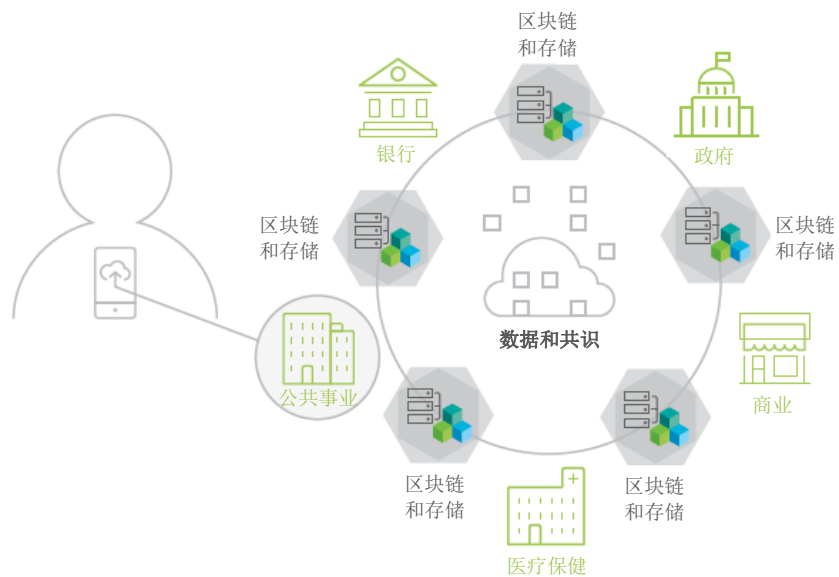 区块链
和存储
银行
政府
区块链
和存储
区块链
和存储
数据和共识
公共事业
商业
区块链
和存储
区块链
和存储
医疗保健